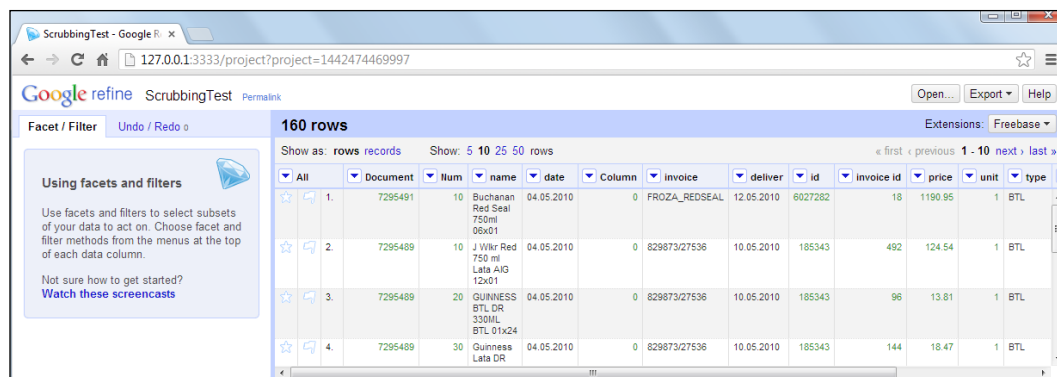 ScrubbingTest - Google R
127.0.0.1:3333/project?project=1442474469997
Google refine ScrubbingTest Permalink
Open... Export Help
Facet / Filter Undo / Redo 0
160 rows
Extensions: Freebase
Show as: rows records Show: 5 10 25 50 rows
« first ‹ previous 1 - 10 next › last »
All Document Num name date Column invoice deliver id invoice id price unit type
Using facets and filters
Use facets and filters to select subsets
of your data to act on. Choose facet and
filter methods from the menus at the top
of each data column.
Not sure how to get started?
Watch these screencasts
1. 7295491 10 Buchanan 04.05.2010 0 FROZA_REDSEAL 12.05.2010 6027282 18 1190.95 1 BTL
Red Seal
750ml
06x01
2. 7295489 10 J Wlkr Red 04.05.2010 0 829873/27536 10.05.2010 185343 492 124.54 1 BTL
750 ml
Lata AIG
12x01
3. 7295489 20 GUINNESS 04.05.2010 0 829873/27536 10.05.2010 185343 96 13.81 1 BTL
BTL DR
330ML
BTL 01x24
4. 7295489 30 Guinness 04.05.2010 0 829873/27536 10.05.2010 185343 144 18.47 1 BTL
Lata DR